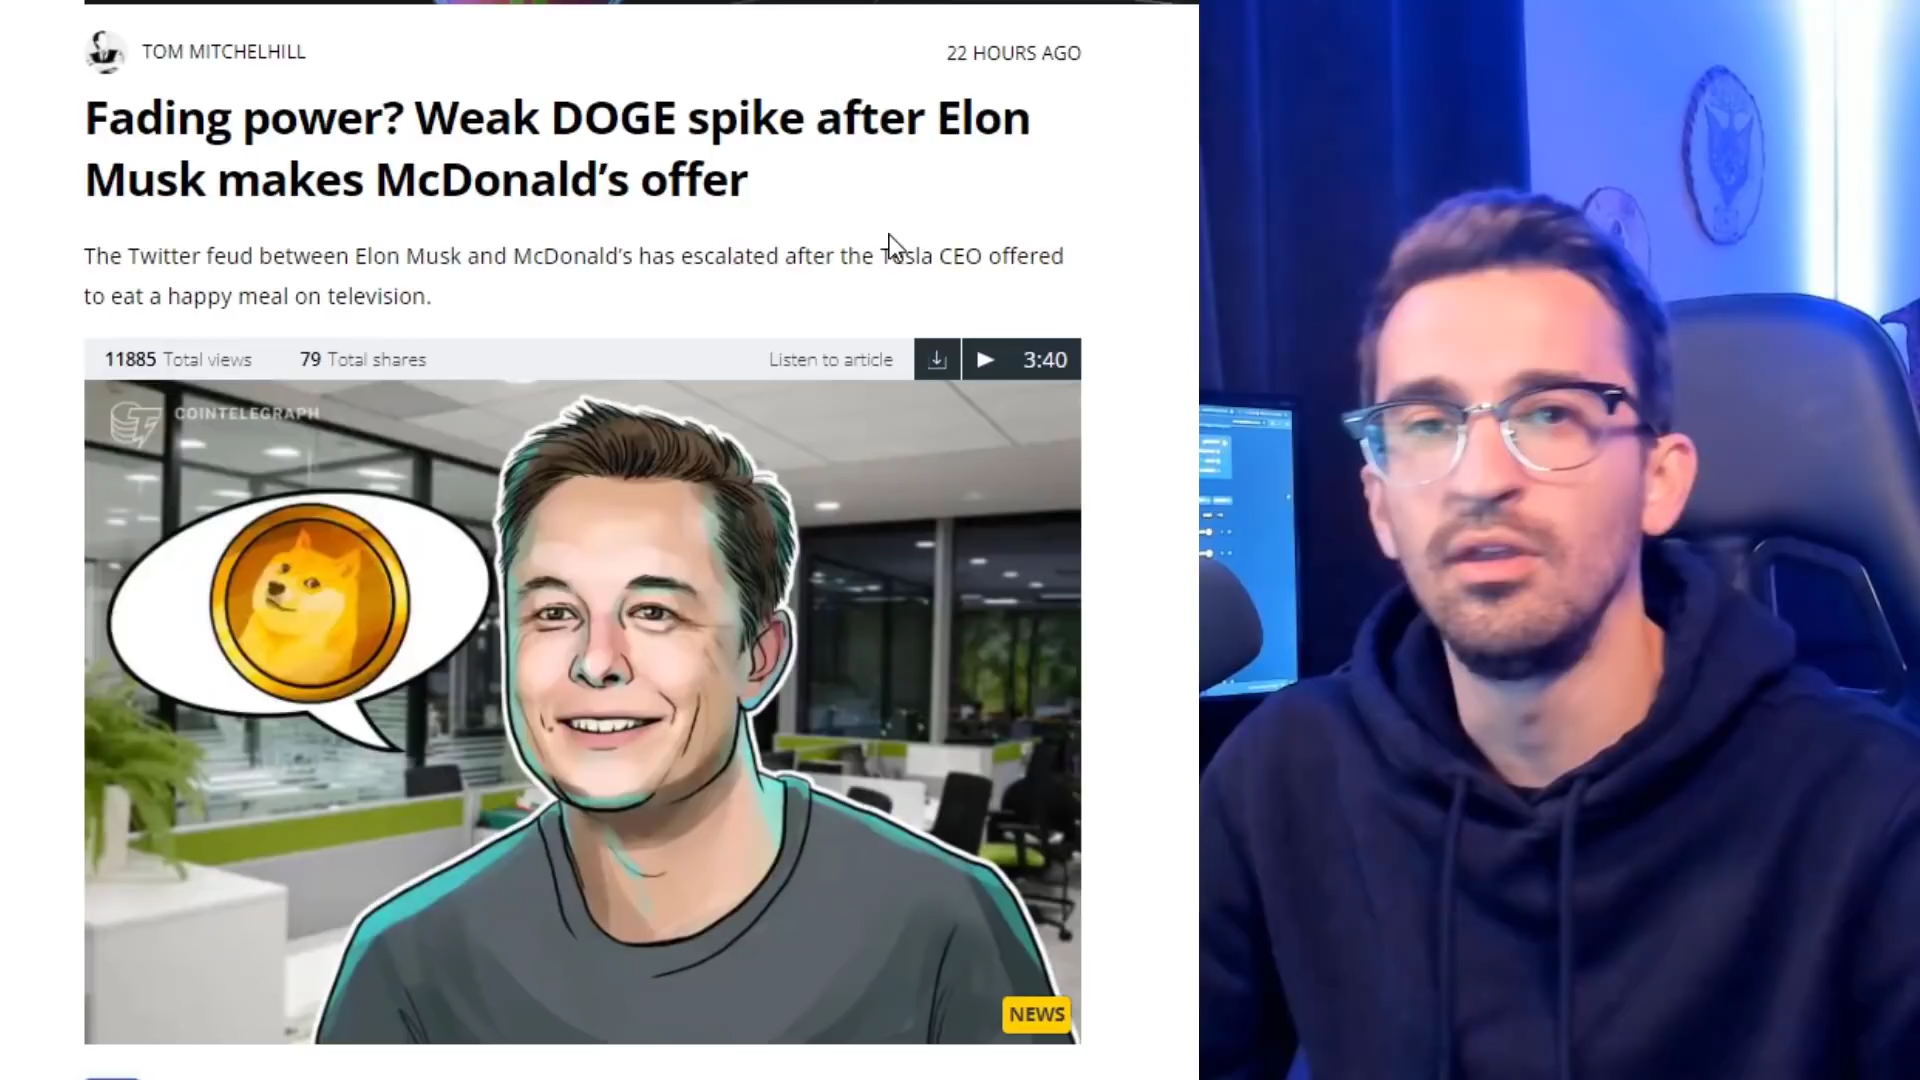 TOM MITCHELHILL
22 HOURS AGO
Fading power? Weak DOGE spike after Elon
Musk makes McDonald’s offer
The Twitter feud between Elon Musk and McDonald’s has escalated after the Tesla CEO offered
to eat a happy meal on television.
11885 Total views 79 Total shares Listen to article 3:40
COINTELEGRAPH
NEWS